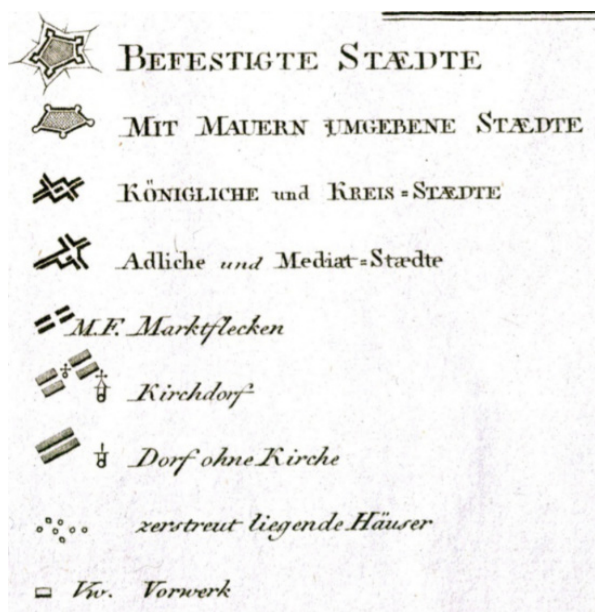 BEFESTIGTE STÆDTE
MIT MAUERN UMGEBENE STÆDTE
KÖNIGLICHE und KREIS=STÆDTE
Adliche und Mediat=Stædte
M.F. Marktflecken
Kirchdorf
Dorf ohne Kirche
zerstreut liegende Häuser
Vw. Vorwerk